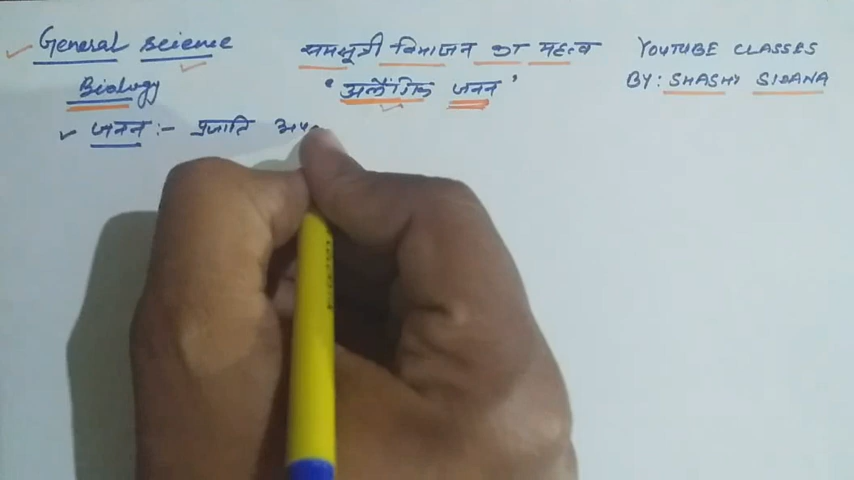 General science समसूत्री विभाजन का महत्व YOUTUBE CLASSES
Biology 'अलैंगिक जनन' BY: SHASHI SIDANA
जनन:- प्रजाति